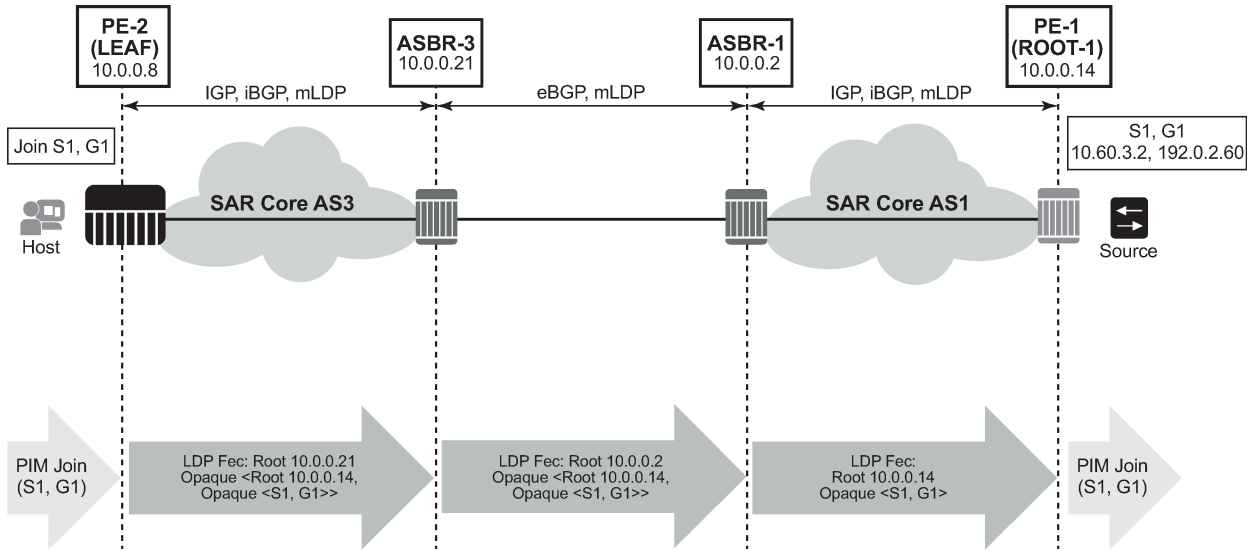 PE-2
(LEAF)
10.0.0.8
ASBR-3
10.0.0.21
ASBR-1
10.0.0.2
PE-1
(ROOT-1)
10.0.0.14
IGP, iBGP, mLDP
eBGP, mLDP
IGP, iBGP, mLDP
Join S1, G1
S1, G1
10.60.3.2, 192.0.2.60
SAR Core AS3
SAR Core AS1
Host
Source
PIM Join
(S1, G1)
LDP Fec: Root 10.0.0.21
Opaque <Root 10.0.0.14,
Opaque <S1, G1>>
LDP Fec: Root 10.0.0.2
Opaque <Root 10.0.0.14,
Opaque <S1, G1>>
LDP Fec:
Root 10.0.0.14
Opaque <S1, G1>
PIM Join
(S1, G1)